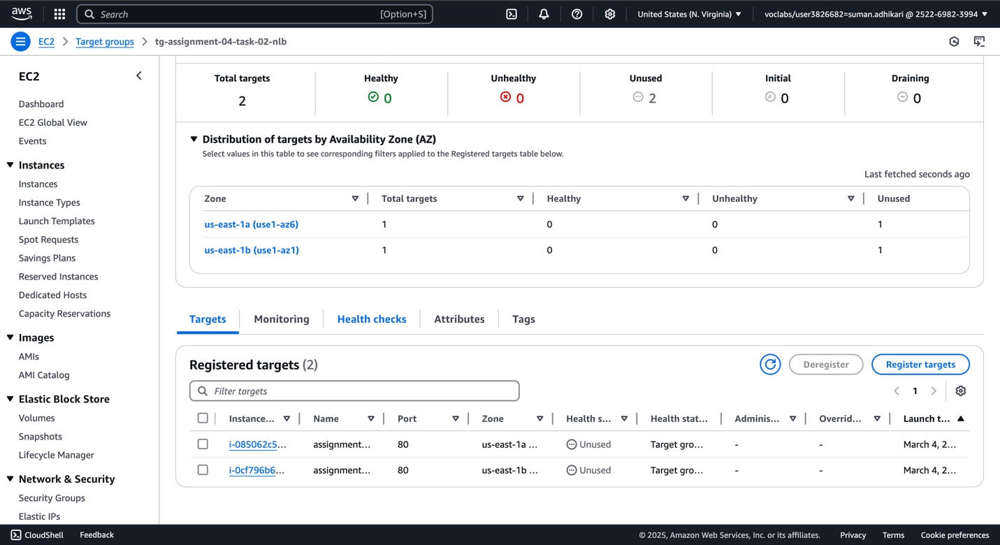 aws
Search [Option+S] United States (N. Virginia) voclabs/user3826682=suman.adhikari @ 2522-6982-3994
EC2 Target groups tg-assignment-04-task-02-nlb
EC2
Dashboard
EC2 Global View
Events
Instances
Instances
Instance Types
Launch Templates
Spot Requests
Savings Plans
Reserved Instances
Dedicated Hosts
Capacity Reservations
Images
AMIs
AMI Catalog
Elastic Block Store
Volumes
Snapshots
Lifecycle Manager
Network & Security
Security Groups
Elastic IPs
Total targets Healthy Unhealthy Unused Initial Draining
2 0 0 2 0 0
Distribution of targets by Availability Zone (AZ)
Select values in this table to see corresponding filters applied to the Registered targets table below.
Last fetched seconds ago
Zone Total targets Healthy Unhealthy Unused
us-east-1a (use1-az6) 1 0 0 1
us-east-1b (use1-az1) 1 0 0 1
Targets Monitoring Health checks Attributes Tags
Registered targets (2) Deregister Register targets
Filter targets 1
Instance... Name Port Zone Health s... Health stat... Adminis... Overrid... Launch t...
i-085062c5... assignment... 80 us-east-1a ... Unused Target gro... - - March 4, 2...
i-0cf796b6... assignment... 80 us-east-1b ... Unused Target gro... - - March 4, 2...
CloudShell Feedback © 2025, Amazon Web Services, Inc. or its affiliates. Privacy Terms Cookie preferences